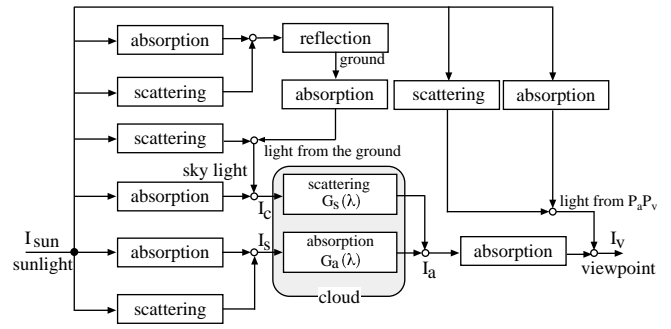 absorption
reflection
ground
scattering
absorption
scattering
absorption
scattering
light from the ground
sky light
absorption
I_c
scattering
G_s(λ)
light from P_aP_v
I_sun
sunlight
absorption
I_s
absorption
G_a(λ)
I_a
absorption
I_v
viewpoint
scattering
cloud